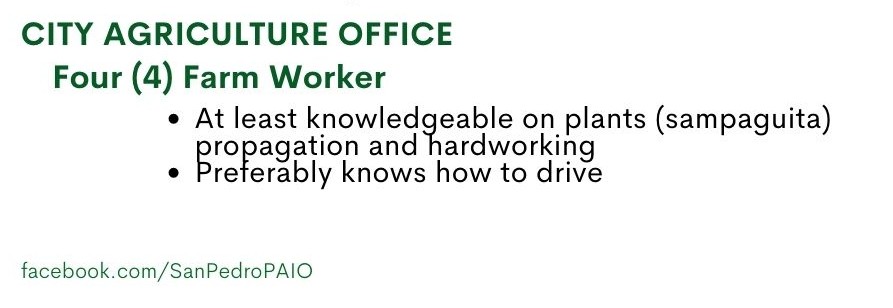 CITY AGRICULTURE OFFICE
Four (4) Farm Worker
• At least knowledgeable on plants (sampaguita)
propagation and hardworking
• Preferably knows how to drive
facebook.com/SanPedroPAIO